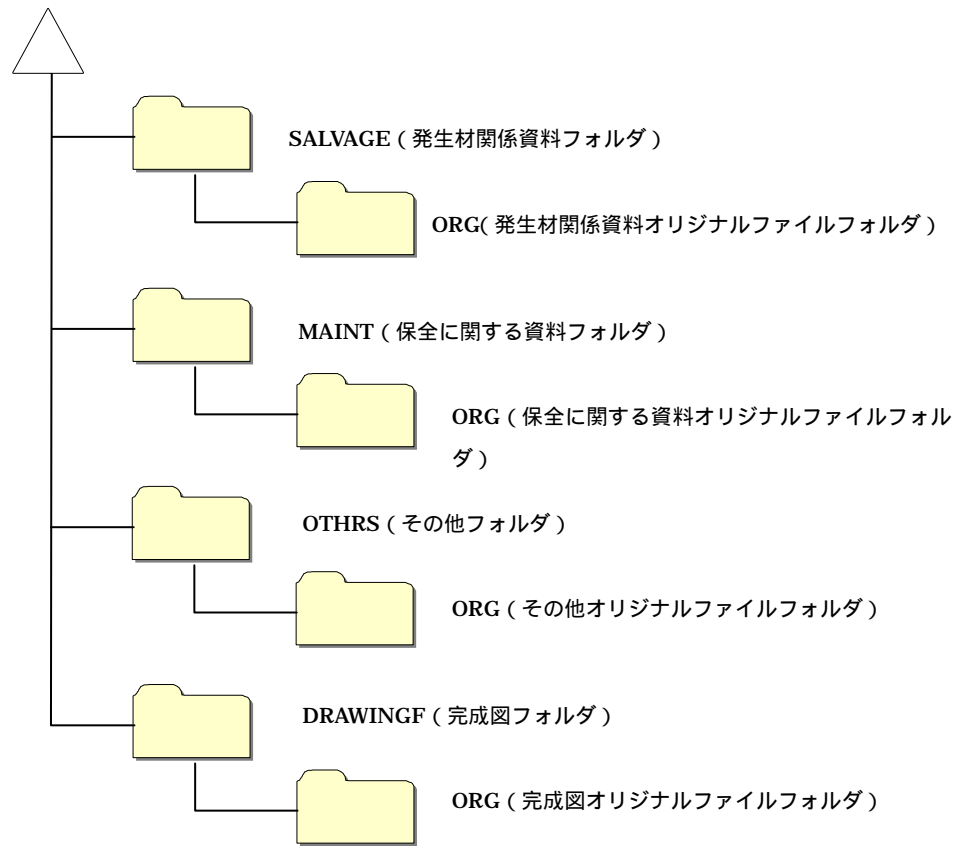 SALVAGE（発生材関係資料フォルダ）
ORG(発生材関係資料オリジナルファイルフォルダ）
MAINT（保全に関する資料フォルダ）
ORG（保全に関する資料オリジナルファイルフォル
ダ）
OTHRS（その他フォルダ）
ORG（その他オリジナルファイルフォルダ）
DRAWINGF（完成図フォルダ）
ORG（完成図オリジナルファイルフォルダ）